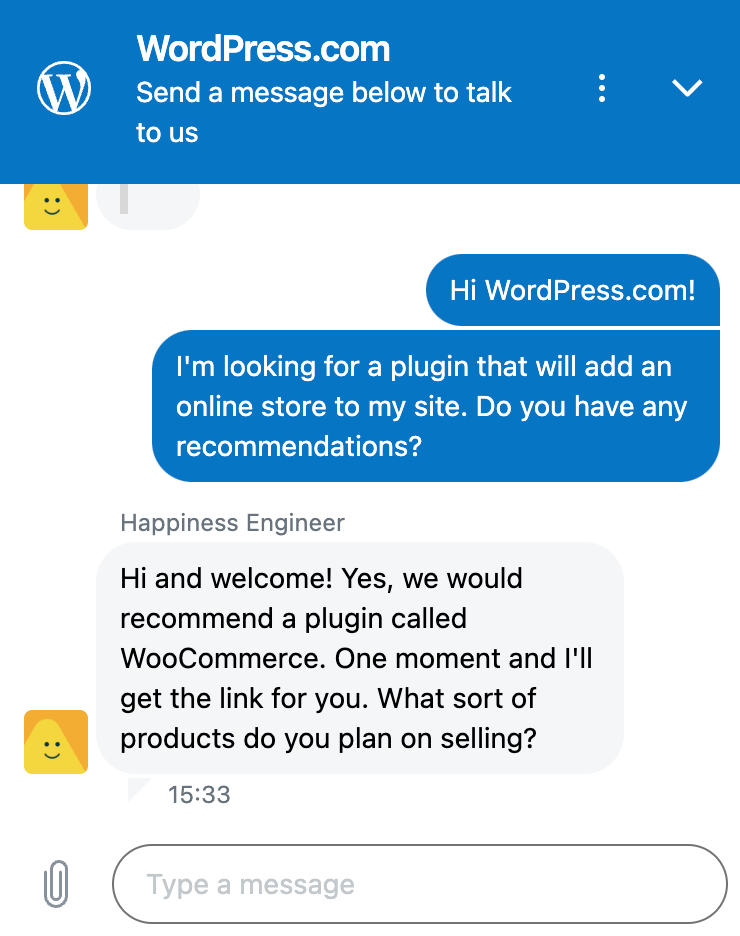 WordPress.com
Send a message below to talk
to us
Hi WordPress.com!
I'm looking for a plugin that will add an
online store to my site. Do you have any
recommendations?
Happiness Engineer
Hi and welcome! Yes, we would
recommend a plugin called
WooCommerce. One moment and I'll
get the link for you. What sort of
products do you plan on selling?
15:33
Type a message